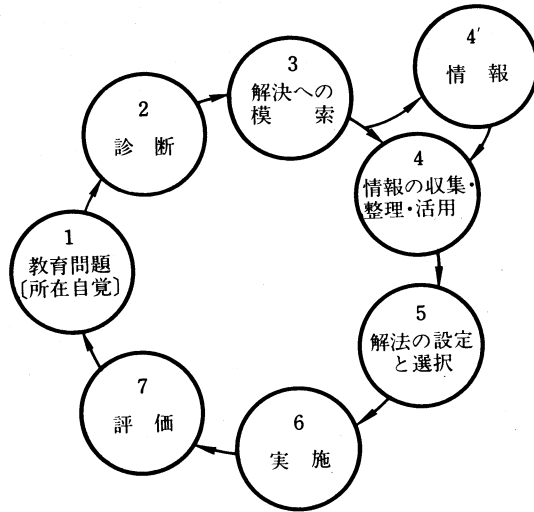 1
教育問題
〔所在自覚〕
2
診断
3
解決への
模索
4'
情報
4
情報の収集・
整理・活用
5
解法の設定
と選択
6
実施
7
評価